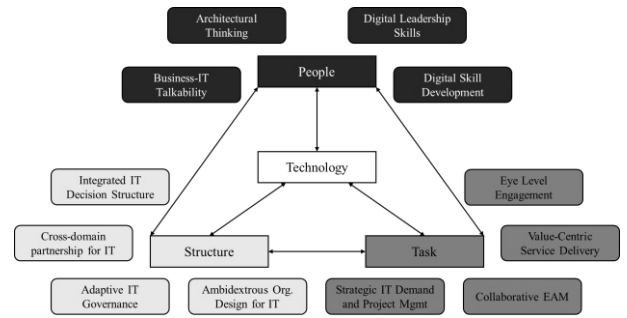 Architectural
Thinking
Digital Leadership
Skills
Business-IT
Talkability
People
Digital Skill
Development
Technology
Integrated IT
Decision Structure
Eye Level
Engagement
Cross-domain
partnership for IT
Structure
Task
Value-Centric
Service Delivery
Adaptive IT
Governance
Ambidextrous Org.
Design for IT
Strategic IT Demand
and Project Mgmt
Collaborative EAM